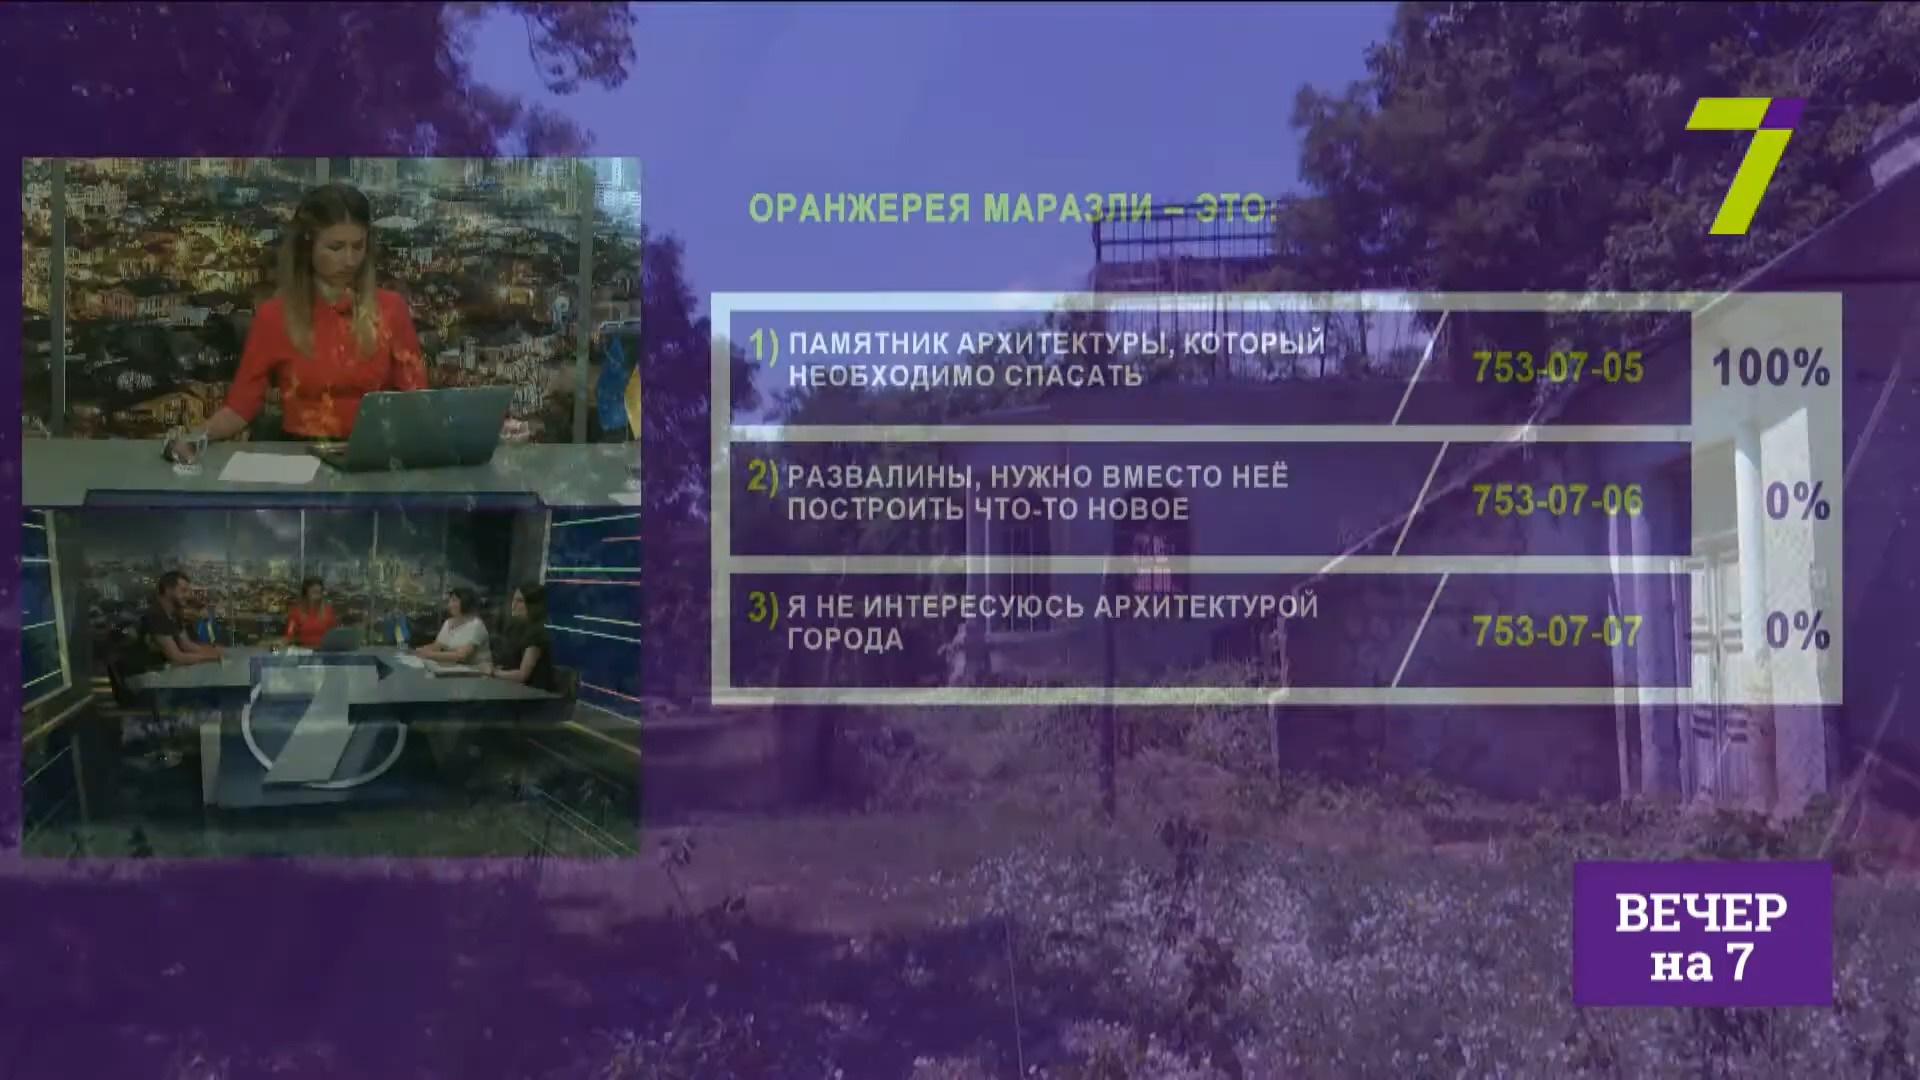 7
ОРАНЖЕРЕЯ МАРАЗЛИ – ЭТО:
1) ПАМЯТНИК АРХИТЕКТУРЫ, КОТОРЫЙ
НЕОБХОДИМО СПАСАТЬ
753-07-05
100%
2) РАЗВАЛИНЫ, НУЖНО ВМЕСТО НЕЁ
ПОСТРОИТЬ ЧТО-ТО НОВОЕ
753-07-06
0%
3) Я НЕ ИНТЕРЕСУЮСЬ АРХИТЕКТУРОЙ
ГОРОДА
753-07-07
0%
7
ВЕЧЕР
на 7